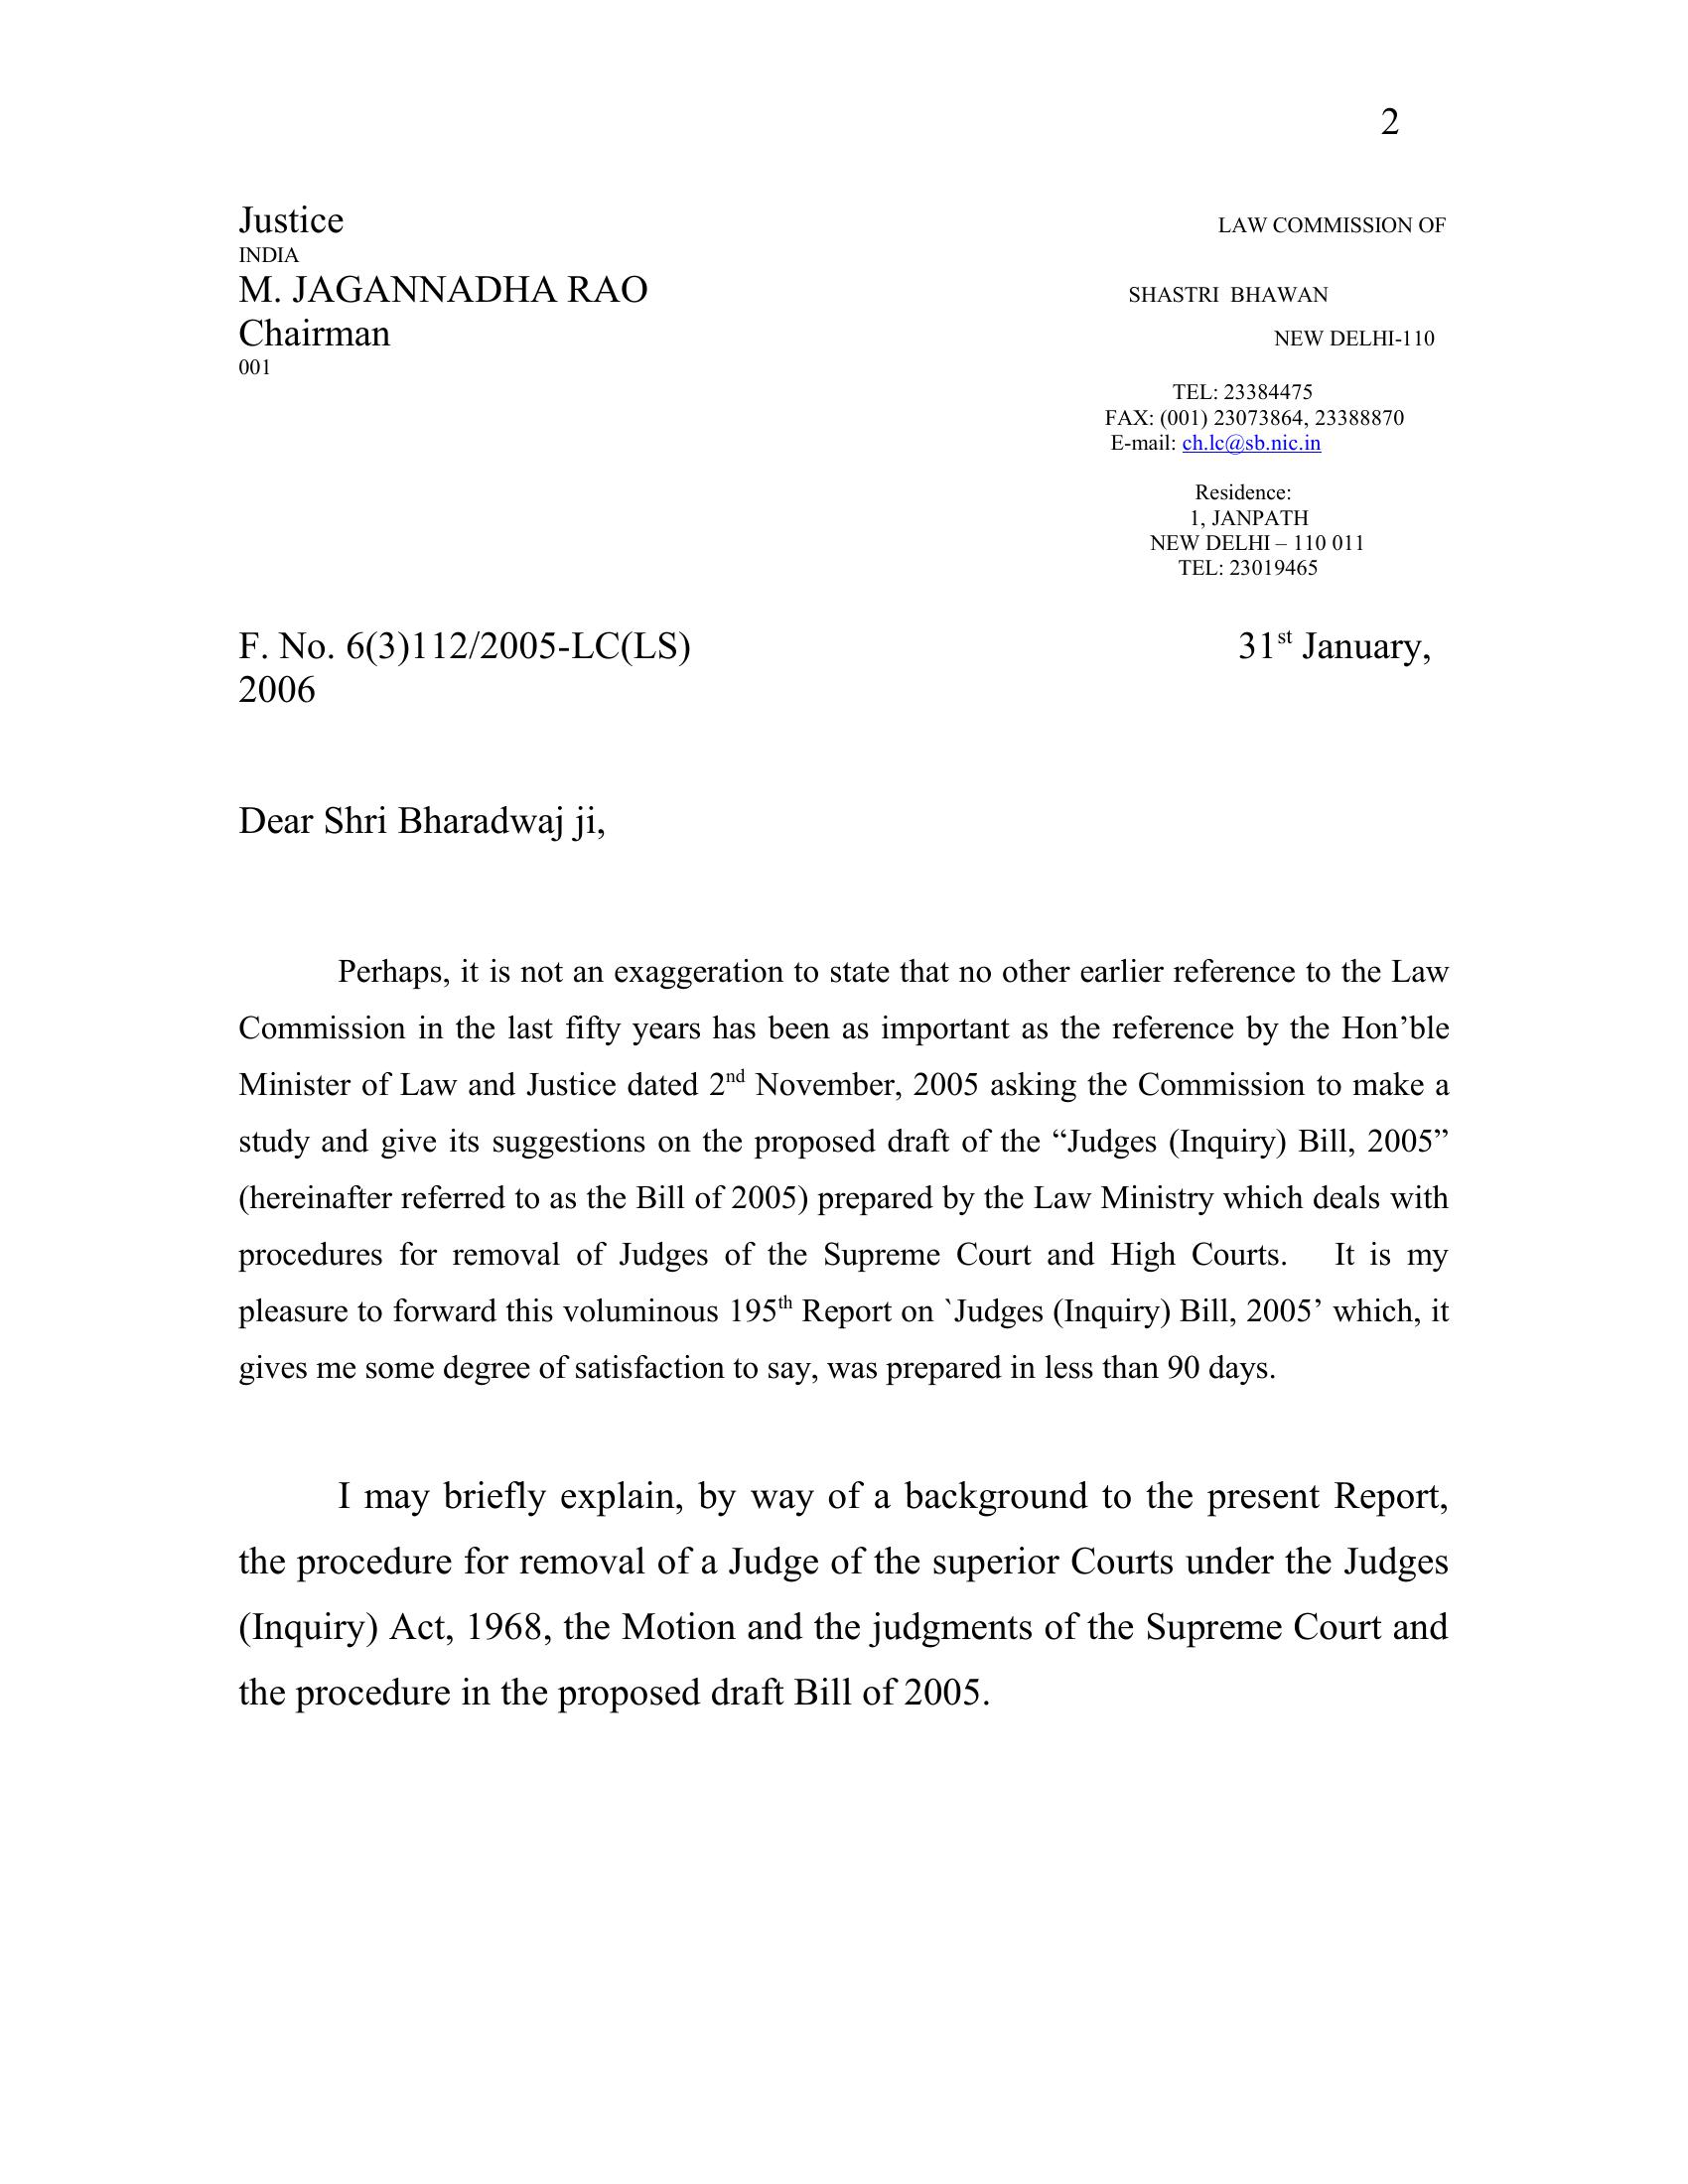 2
Justice LAW COMMISSION OF
INDIA
M. JAGANNADHA RAO SHASTRI BHAWAN
Chairman NEW DELHI-110
001
TEL: 23384475
FAX: (001) 23073864, 23388870
E-mail: ch.lc@sb.nic.in
Residence:
1, JANPATH
NEW DELHI – 110 011
TEL: 23019465
F. No. 6(3)112/2005-LC(LS) 31st January,
2006
Dear Shri Bharadwaj ji,
Perhaps, it is not an exaggeration to state that no other earlier reference to the Law
Commission in the last fifty years has been as important as the reference by the Hon’ble
Minister of Law and Justice dated 2nd November, 2005 asking the Commission to make a
study and give its suggestions on the proposed draft of the “Judges (Inquiry) Bill, 2005”
(hereinafter referred to as the Bill of 2005) prepared by the Law Ministry which deals with
procedures for removal of Judges of the Supreme Court and High Courts. It is my
pleasure to forward this voluminous 195th Report on `Judges (Inquiry) Bill, 2005’ which, it
gives me some degree of satisfaction to say, was prepared in less than 90 days.
I may briefly explain, by way of a background to the present Report,
the procedure for removal of a Judge of the superior Courts under the Judges
(Inquiry) Act, 1968, the Motion and the judgments of the Supreme Court and
the procedure in the proposed draft Bill of 2005.